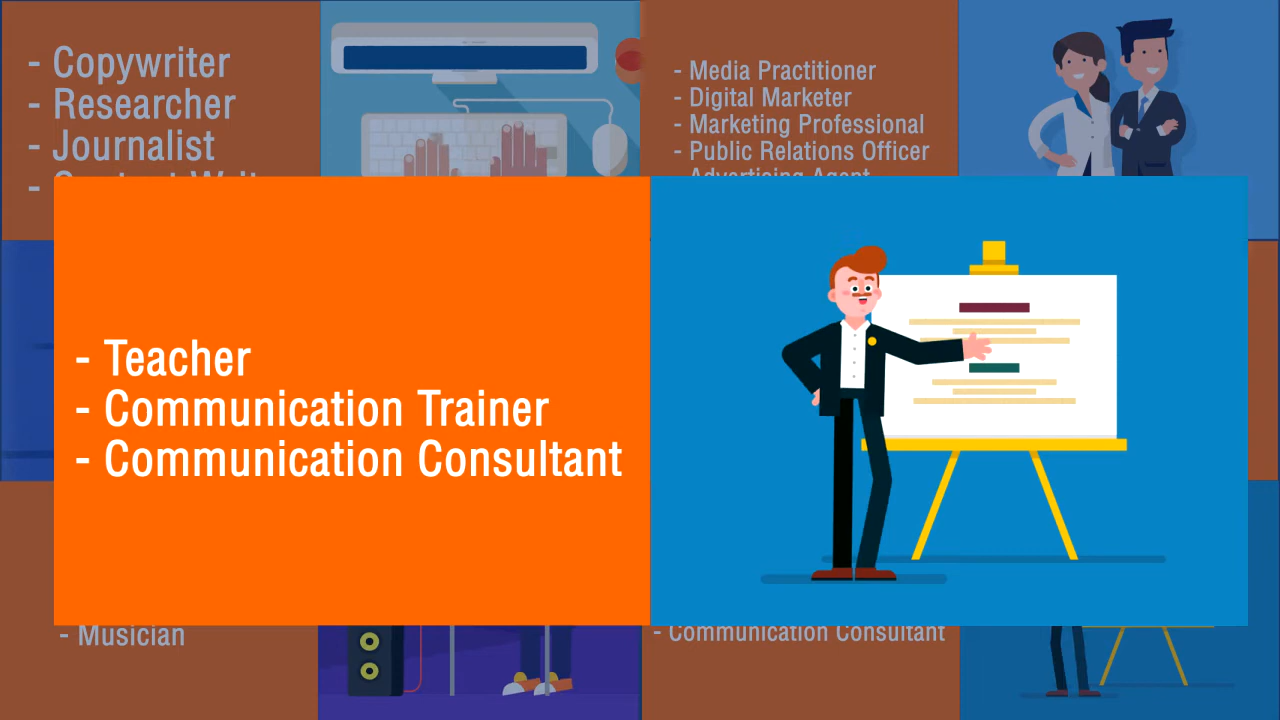 - Copywriter
- Researcher
- Journalist
- Media Practitioner
- Digital Marketer
- Marketing Professional
- Public Relations Officer
- Teacher
- Communication Trainer
- Communication Consultant
- Musician
- Communication Consultant